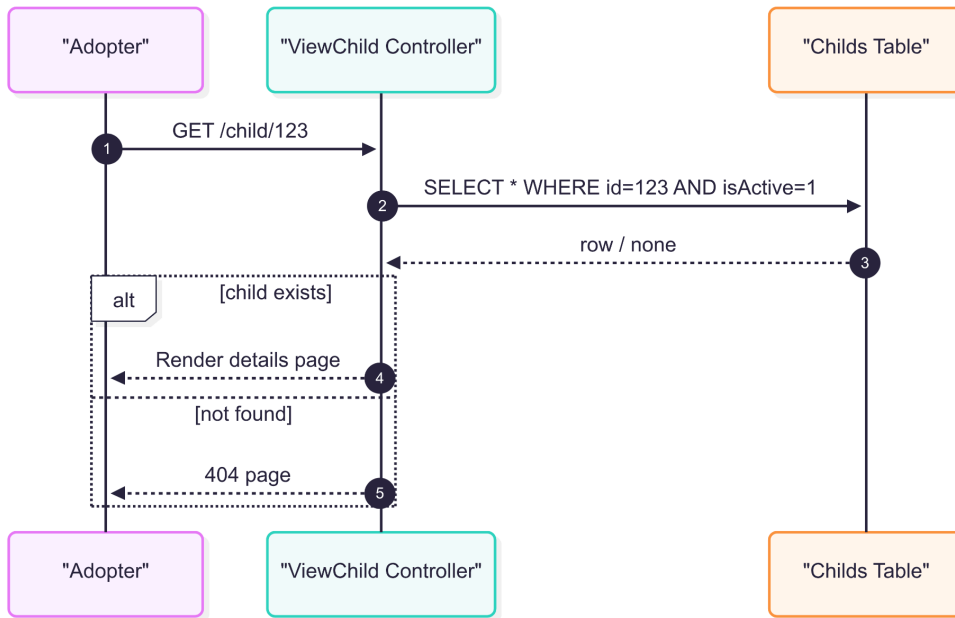 "Adopter"
"ViewChild Controller"
"Childs Table"
1
GET /child/123
2
SELECT * WHERE id=123 AND isActive=1
row / none
3
alt
[child exists]
Render details page
4
[not found]
404 page
5
"Adopter"
"ViewChild Controller"
"Childs Table"